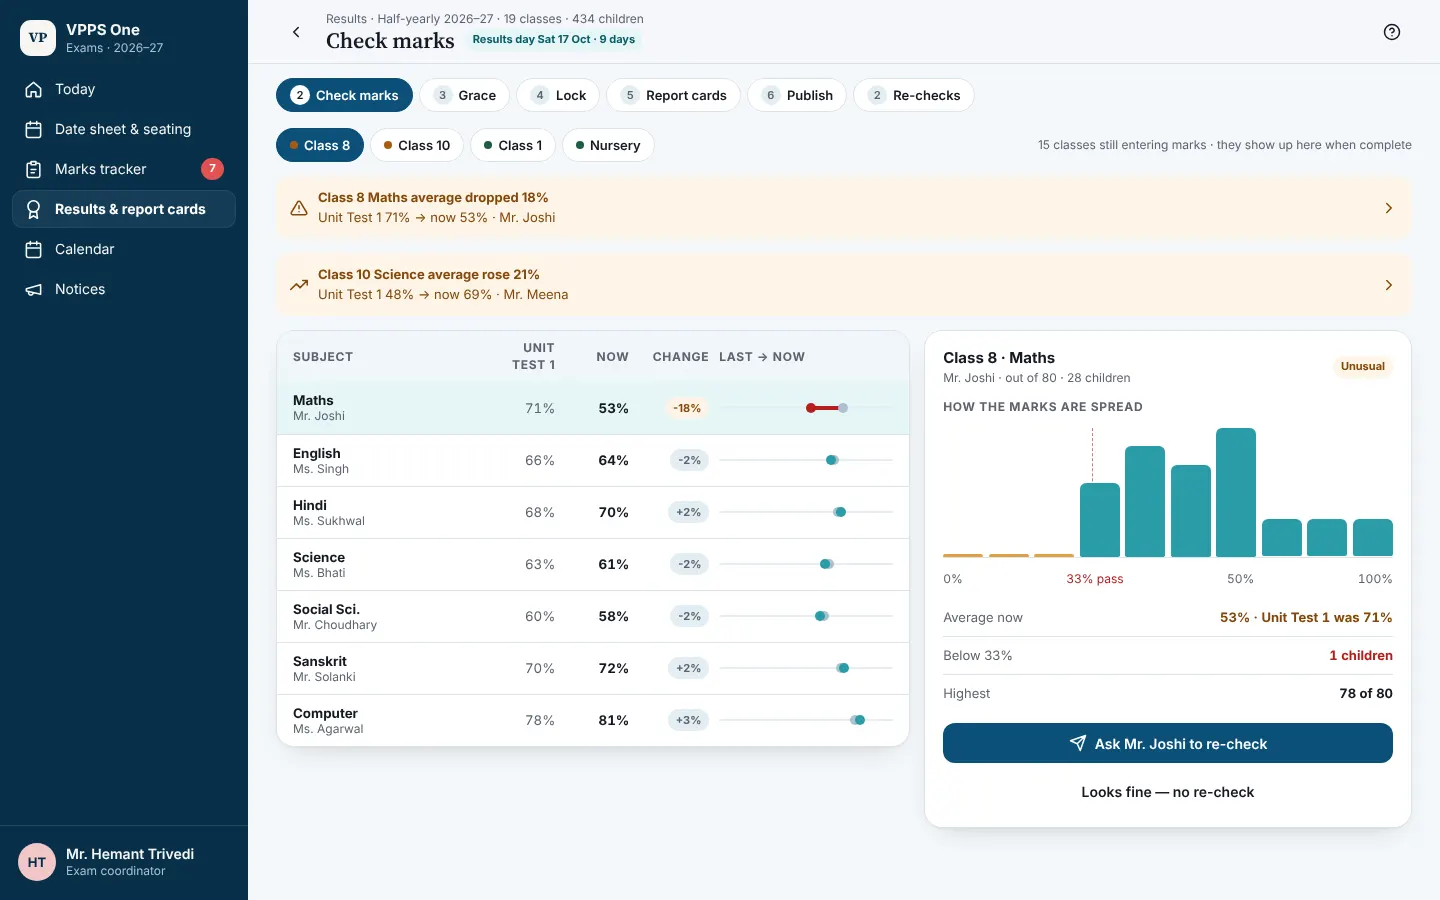 VP
VPPS One
Exams · 2026–27
Today
Date sheet & seating
Marks tracker 7
Results & report cards
Calendar
Notices
HT
Mr. Hemant Trivedi
Exam coordinator
Results · Half-yearly 2026–27 · 19 classes · 434 children
Check marks Results day Sat 17 Oct · 9 days
2 Check marks 3 Grace 4 Lock 5 Report cards 6 Publish 2 Re-checks
Class 8 Class 10 Class 1 Nursery 15 classes still entering marks · they show up here when complete
Class 8 Maths average dropped 18%
Unit Test 1 71% → now 53% · Mr. Joshi
Class 10 Science average rose 21%
Unit Test 1 48% → now 69% · Mr. Meena
SUBJECT UNIT TEST 1 NOW CHANGE LAST → NOW
Maths 71% 53% -18%
Mr. Joshi
English 66% 64% -2%
Ms. Singh
Hindi 68% 70% +2%
Ms. Sukhwal
Science 63% 61% -2%
Ms. Bhati
Social Sci. 60% 58% -2%
Mr. Choudhary
Sanskrit 70% 72% +2%
Mr. Solanki
Computer 78% 81% +3%
Ms. Agarwal
Class 8 · Maths
Mr. Joshi · out of 80 · 28 children
Unusual
HOW THE MARKS ARE SPREAD
0% 33% pass 50% 100%
Average now 53% · Unit Test 1 was 71%
Below 33% 1 children
Highest 78 of 80
Ask Mr. Joshi to re-check
Looks fine — no re-check